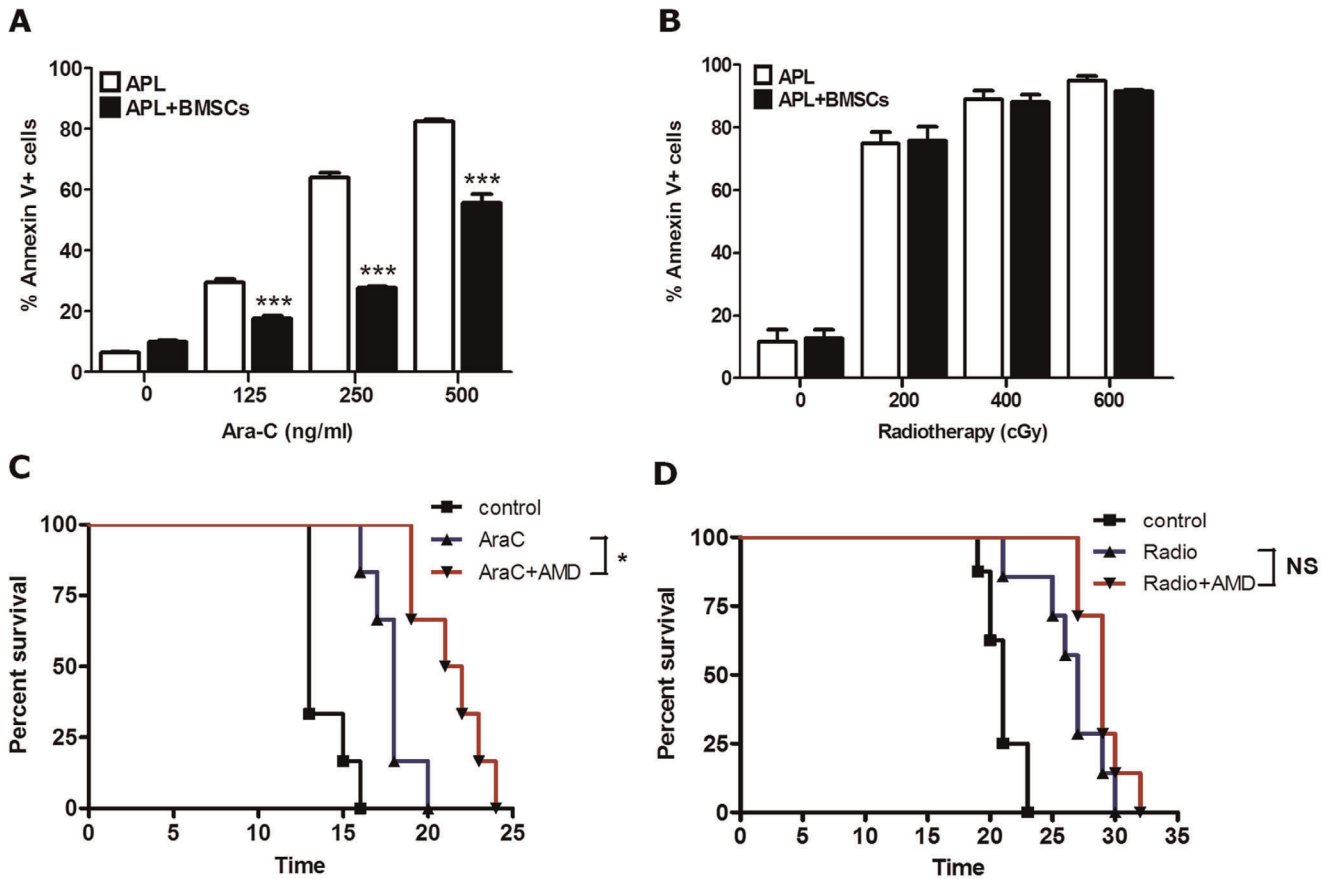 A
B
APL
APL+BMSCs
% Annexin V+ cells
100
80
60
40
20
0
***
***
***
0 125 250 500
Ara-C (ng/ml)
APL
APL+BMSCs
% Annexin V+ cells
100
80
60
40
20
0
0 200 400 600
Radiotherapy (cGy)
C
control
AraC
AraC+AMD
*
Percent survival
100
75
50
25
0
0 5 10 15 20 25
Time
D
control
Radio
Radio+AMD
NS
Percent survival
100
75
50
25
0
0 5 10 15 20 25 30 35
Time